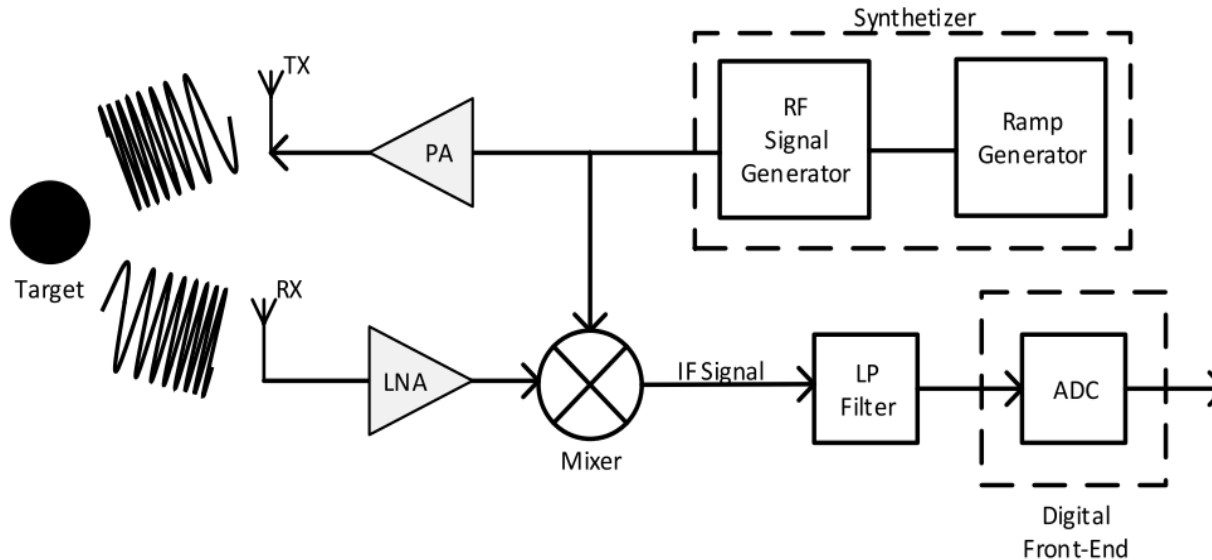 Synthetizer
TX
PA
RF
Signal
Generator
Ramp
Generator
Target
RX
LNA
Mixer
IF Signal
LP
Filter
ADC
Digital
Front-End